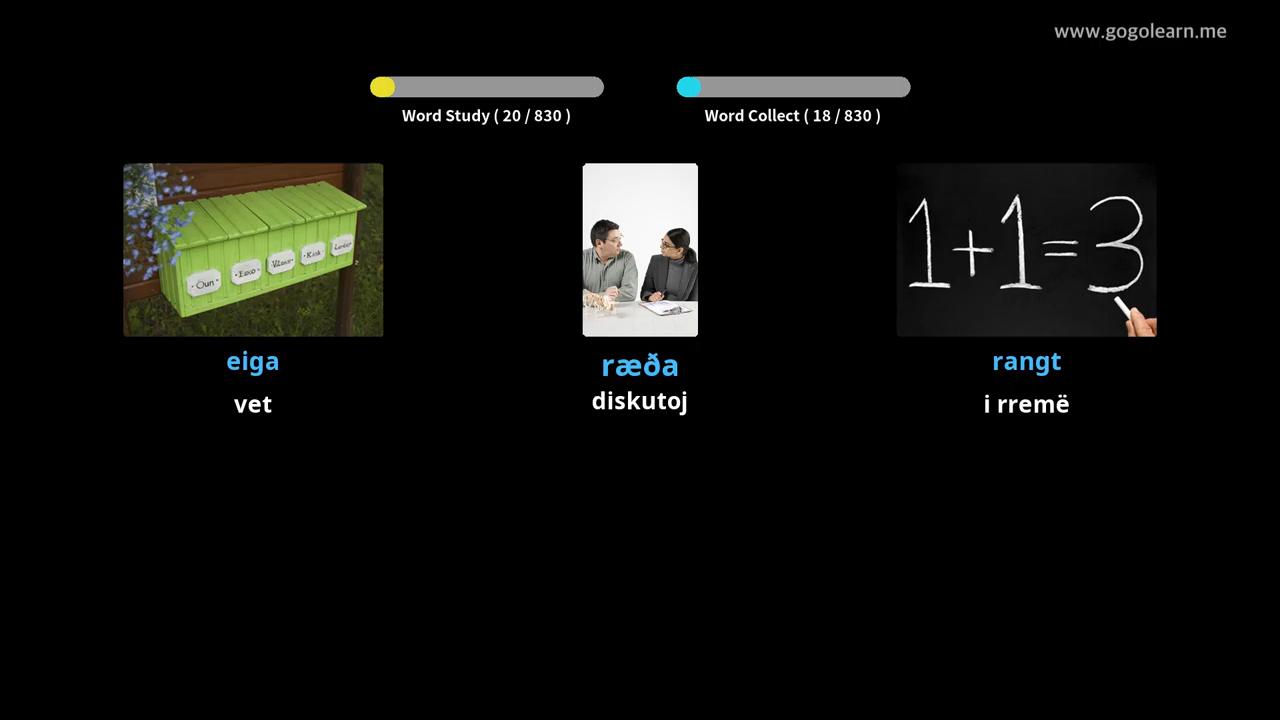 www.gogolearn.me
Word Study ( 20 / 830 )
Word Collect ( 18 / 830 )
1+1=3
eiga
ræða
rangt
vet
diskutoj
i rremë